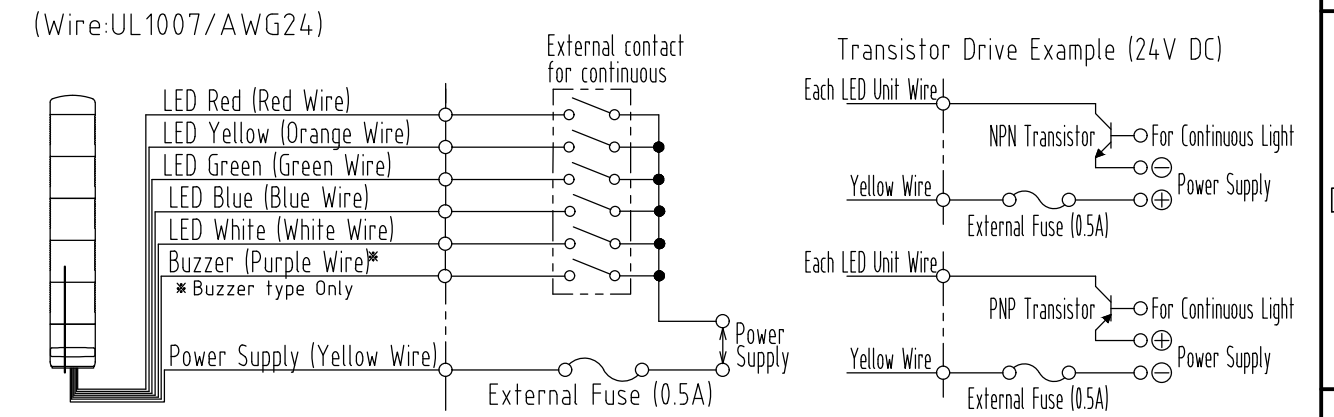 (Wire:UL1007/AWG24)
External contact
for continuous
LED Red (Red Wire)
LED Yellow (Orange Wire)
LED Green (Green Wire)
LED Blue (Blue Wire)
LED White (White Wire)
Buzzer (Purple Wire)※
※Buzzer type Only
Power Supply (Yellow Wire)
External Fuse (0.5A)
Power
Supply
Transistor Drive Example (24V DC)
Each LED Unit Wire
NPN Transistor
For Continuous Light
⊖
Yellow Wire
⊕
Power Supply
External Fuse (0.5A)
Each LED Unit Wire
PNP Transistor
For Continuous Light
⊕
Yellow Wire
⊖
Power Supply
External Fuse (0.5A)